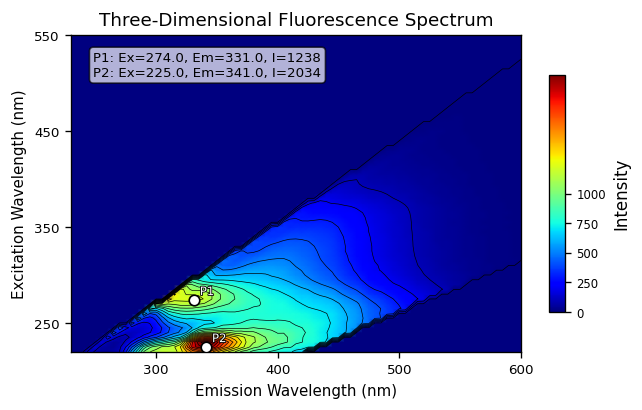 Three-Dimensional Fluorescence Spectrum
P1: Ex=274.0, Em=331.0, I=1238
P2: Ex=225.0, Em=341.0, I=2034
P1
P2
550
450
350
250
Excitation Wavelength (nm)
300
400
500
600
Emission Wavelength (nm)
1000
750
500
250
0
Intensity